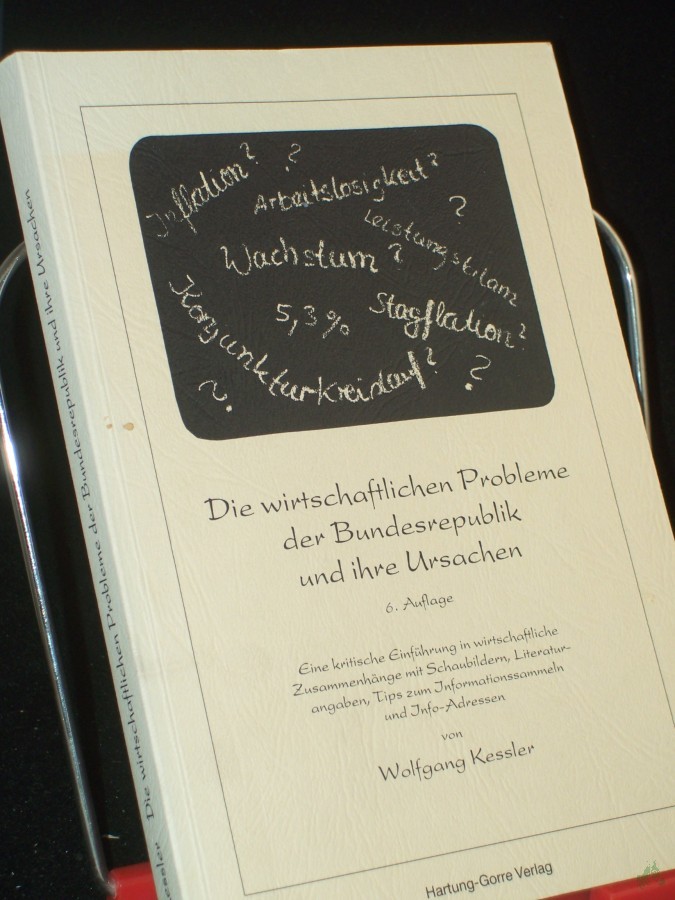 Inflation?
?
Arbeitslosigkeit?
?
Leistungsbilanz
Wachstum ?
5,3 %
Stagflation?
Konjunkturkreislauf?
?
?
Die wirtschaftlichen Probleme
der Bundesrepublik
und ihre Ursachen
6. Auflage
Eine kritische Einführung in wirtschaftliche
Zusammenhänge mit Schaubildern, Literatur-
angaben, Tips zum Informationssammeln
und Info-Adressen
von
Wolfgang Kessler
Hartung-Gorre Verlag
essler Die wirtschaftlichen Probleme der Bundesrepublik und ihre Ursachen